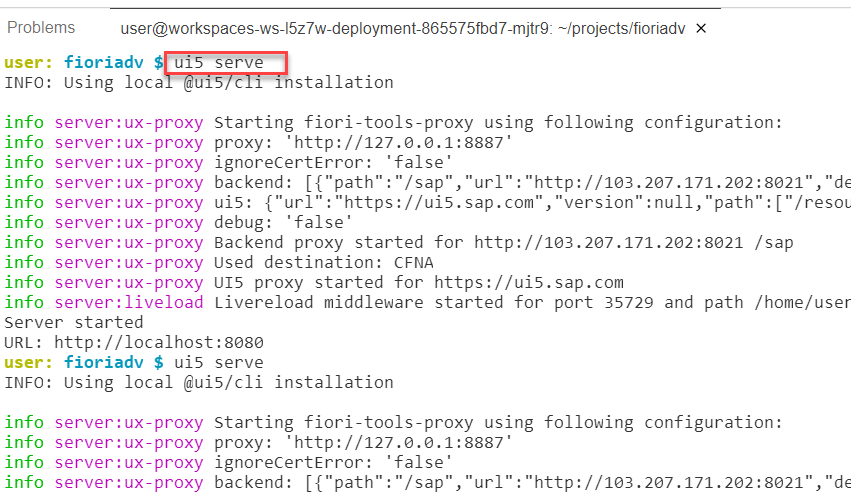 Problems
user@workspaces-ws-l5z7w-deployment-865575fbd7-mjtr9: ~/projects/fioriadv ×
user: fioriadv $ ui5 serve
INFO: Using local @ui5/cli installation
info server:ux-proxy Starting fiori-tools-proxy using following configuration:
info server:ux-proxy proxy: 'http://127.0.0.1:8887'
info server:ux-proxy ignoreCertError: 'false'
info server:ux-proxy backend: [{"path":"/sap","url":"http://103.207.171.202:8021","de
info server:ux-proxy ui5: {"url":"https://ui5.sap.com","version":null,"path":["/resou
info server:ux-proxy debug: 'false'
info server:ux-proxy Backend proxy started for http://103.207.171.202:8021 /sap
info server:ux-proxy Used destination: CFNA
info server:ux-proxy UI5 proxy started for https://ui5.sap.com
info server:liveload Livereload middleware started for port 35729 and path /home/user
Server started
URL: http://localhost:8080
user: fioriadv $ ui5 serve
INFO: Using local @ui5/cli installation
info server:ux-proxy Starting fiori-tools-proxy using following configuration:
info server:ux-proxy proxy: 'http://127.0.0.1:8887'
info server:ux-proxy ignoreCertError: 'false'
info server:ux-proxy backend: [{"path":"/sap","url":"http://103.207.171.202:8021","de